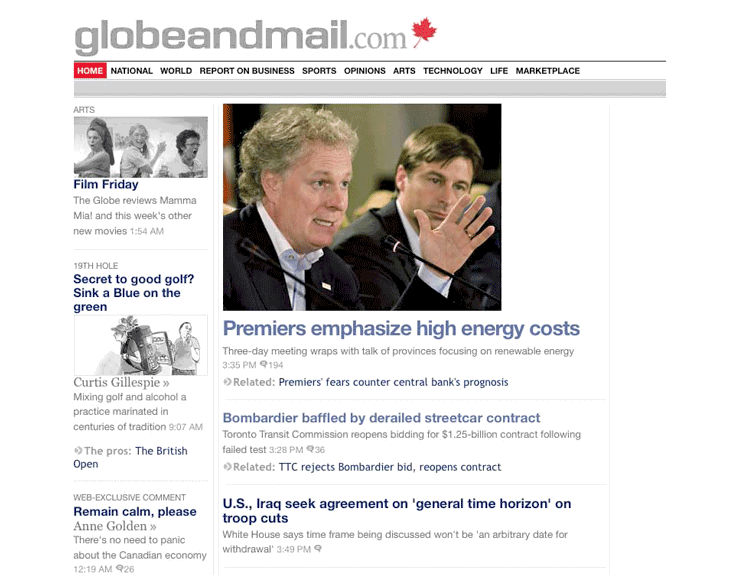 globeandmail.com
HOME NATIONAL WORLD REPORT ON BUSINESS SPORTS OPINIONS ARTS TECHNOLOGY LIFE MARKETPLACE
ARTS
Film Friday
The Globe reviews Mamma
Mia! and this week's other
new movies 1:54 AM
19TH HOLE
Secret to good golf?
Sink a Blue on the
green
Curtis Gillespie »
Mixing golf and alcohol a
practice marinated in
centuries of tradition 9:07 AM
The pros: The British
Open
WEB-EXCLUSIVE COMMENT
Remain calm, please
Anne Golden »
There's no need to panic
about the Canadian economy
12:19 AM 26
Premiers emphasize high energy costs
Three-day meeting wraps with talk of provinces focusing on renewable energy
3:35 PM 194
Related: Premiers' fears counter central bank's prognosis
Bombardier baffled by derailed streetcar contract
Toronto Transit Commission reopens bidding for $1.25-billion contract following
failed test 3:28 PM 36
Related: TTC rejects Bombardier bid, reopens contract
U.S., Iraq seek agreement on 'general time horizon' on
troop cuts
White House says time frame being discussed won't be 'an arbitrary date for
withdrawal' 3:49 PM